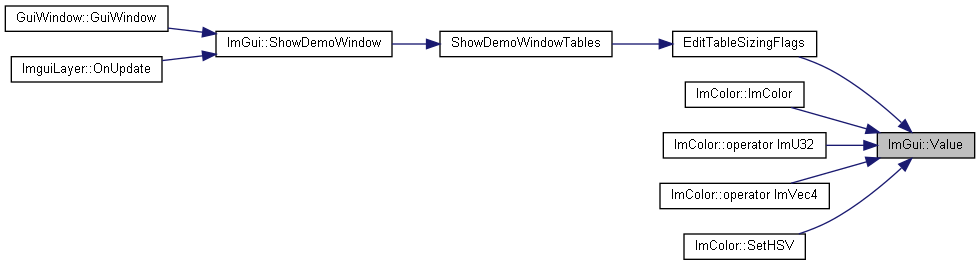 GuiWindow::GuiWindow
ImguiLayer::OnUpdate
ImGui::ShowDemoWindow
ShowDemoWindowTables
EditTableSizingFlags
ImColor::ImColor
ImColor::operator ImU32
ImColor::operator ImVec4
ImColor::SetHSV
ImGui::Value